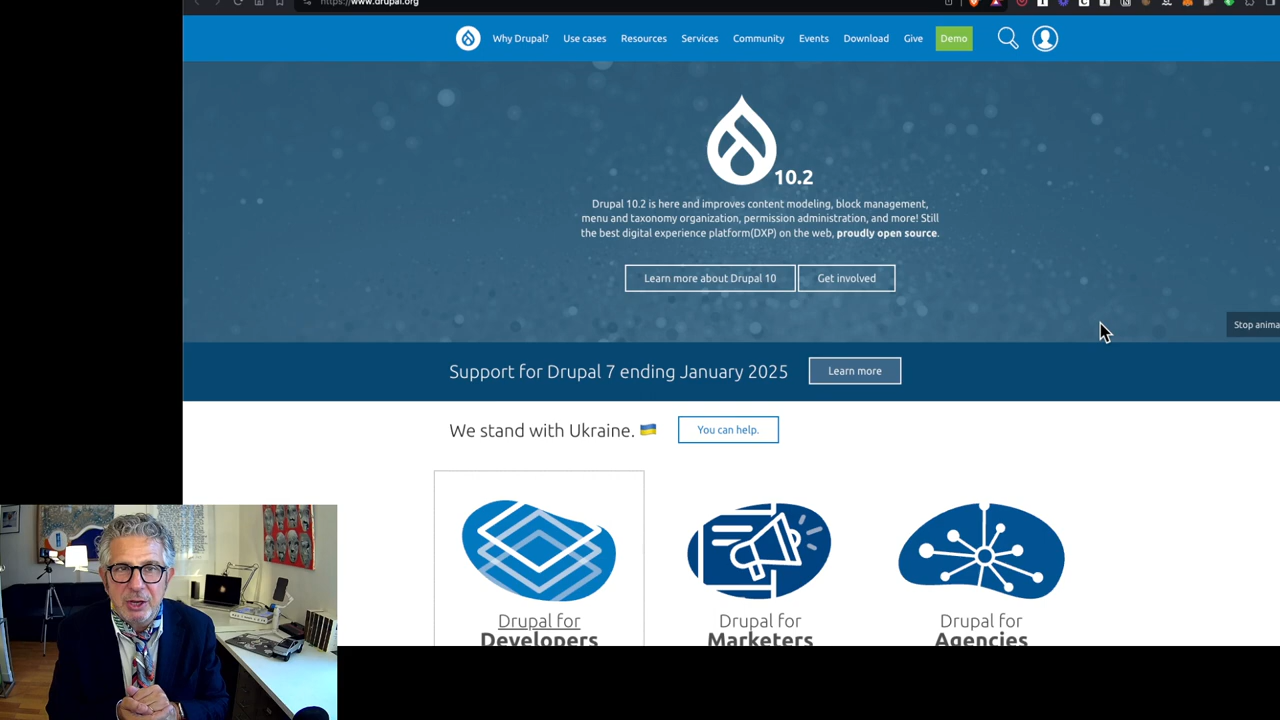 https://www.drupal.org
Why Drupal? Use cases Resources Services Community Events Download Give Demo
10.2
Drupal 10.2 is here and improves content modeling, block management,
menu and taxonomy organization, permission administration, and more! Still
the best digital experience platform(DXP) on the web, proudly open source.
Learn more about Drupal 10 Get involved
Stop anima
Support for Drupal 7 ending January 2025 Learn more
We stand with Ukraine. You can help.
Drupal for
Developers
Drupal for
Marketers
Drupal for
Agencies